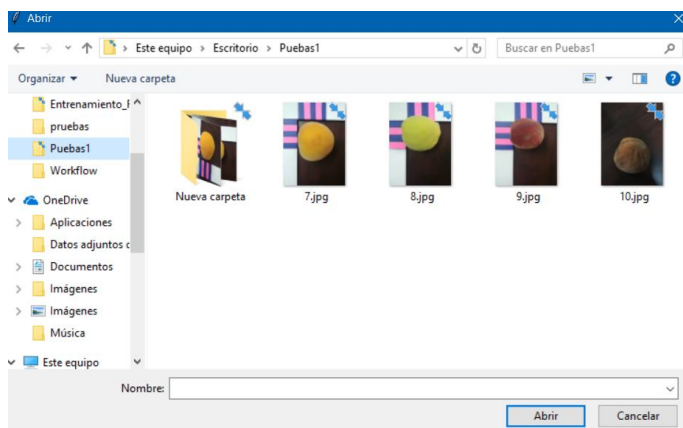 Abrir
Este equipo > Escritorio > Puebas1
Buscar en Puebas1
Organizar
Nueva carpeta
Entrenamiento_F
pruebas
Puebas1
Workflow
OneDrive
Aplicaciones
Datos adjuntos c
Documentos
Imágenes
Imágenes
Música
Este equipo
Nueva carpeta
7.jpg
8.jpg
9.jpg
10.jpg
Nombre:
Abrir
Cancelar